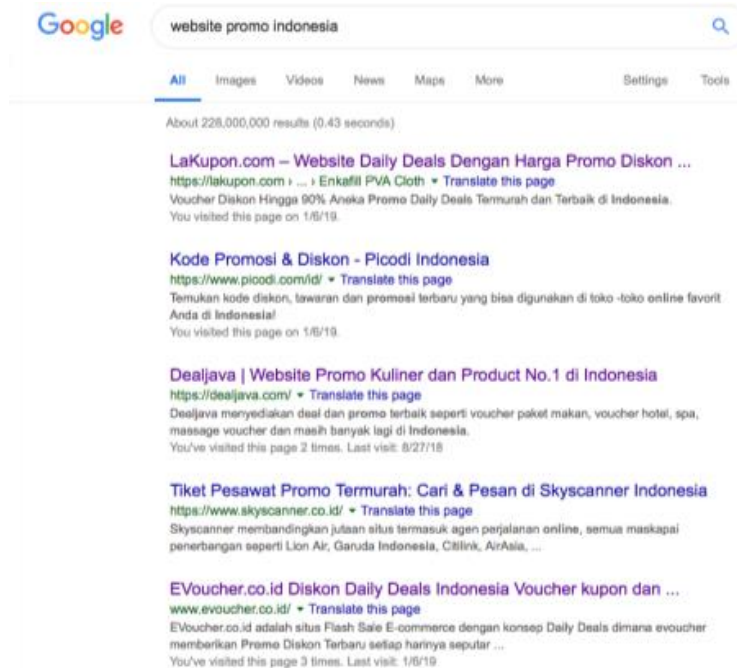 Google
website promo indonesia
All Images Videos News Maps More Settings Tools
About 228,000,000 results (0.43 seconds)
LaKupon.com – Website Daily Deals Dengan Harga Promo Diskon ...
https://lakupon.com › ... › Enkafill PVA Cloth ▾ Translate this page
Voucher Diskon Hingga 90% Aneka Promo Daily Deals Termurah dan Terbaik di Indonesia.
You visited this page on 1/6/19.
Kode Promosi & Diskon - Picodi Indonesia
https://www.picodi.com/id/ ▾ Translate this page
Temukan kode diskon, tawaran dan promosi terbaru yang bisa digunakan di toko -toko online favorit
Anda di Indonesia!
You visited this page on 1/6/19.
Dealjava | Website Promo Kuliner dan Product No.1 di Indonesia
https://dealjava.com/ ▾ Translate this page
Dealjava menyediakan deal dan promo terbaik seperti voucher paket makan, voucher hotel, spa,
massage voucher dan masih banyak lagi di Indonesia.
You've visited this page 2 times. Last visit: 8/27/18
Tiket Pesawat Promo Termurah: Cari & Pesan di Skyscanner Indonesia
https://www.skyscanner.co.id/ ▾ Translate this page
Skyscanner membandingkan jutaan situs termasuk agen perjalanan online, semua maskapai
penerbangan seperti Lion Air, Garuda Indonesia, Citilink, AirAsia, ...
EVoucher.co.id Diskon Daily Deals Indonesia Voucher kupon dan ...
www.evoucher.co.id/ ▾ Translate this page
EVoucher.co.id adalah situs Flash Sale E-commerce dengan konsep Daily Deals dimana evoucher
memberikan Promo Diskon Terbaru setiap harinya seputar ...
You've visited this page 3 times. Last visit: 1/6/19